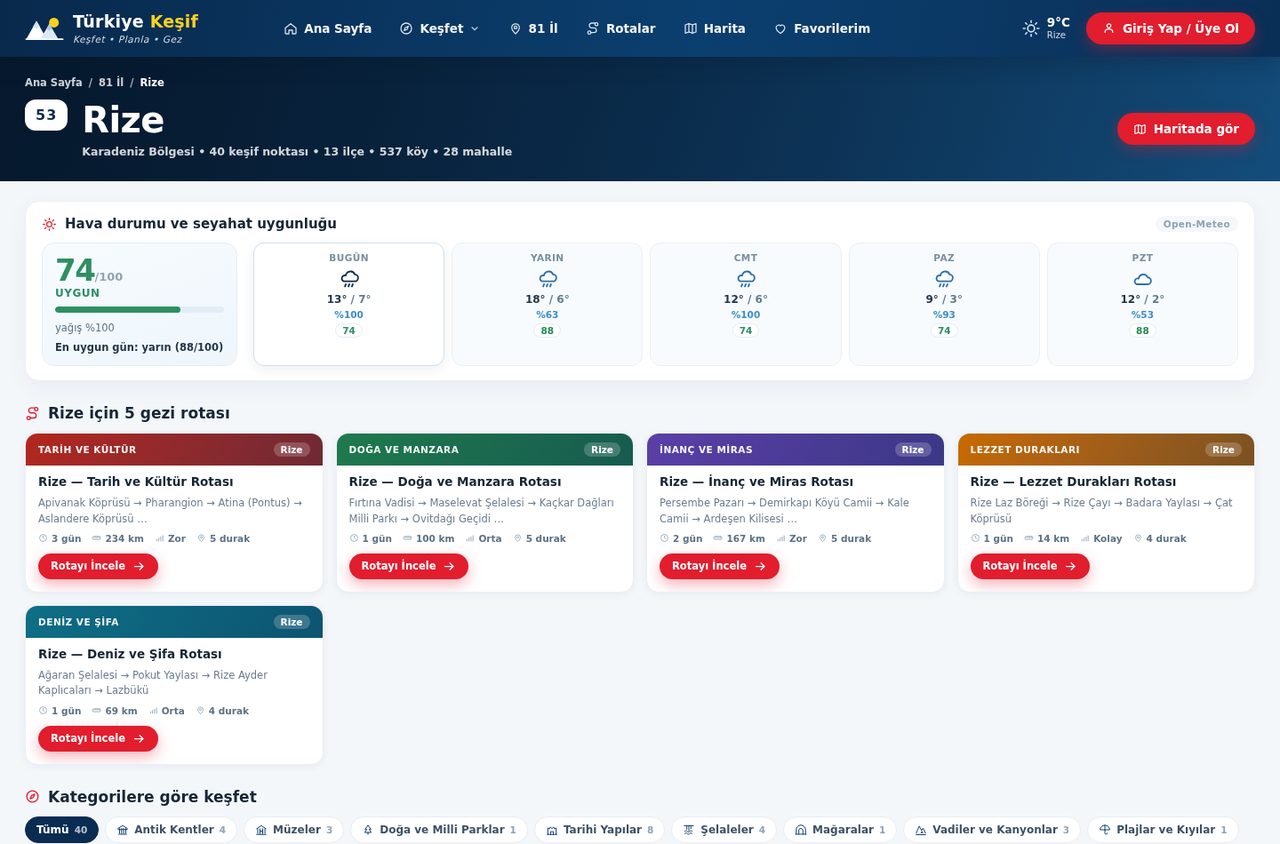 Türkiye Keşif
Keşfet • Planla • Gez
Ana Sayfa
Keşfet
81 İl
Rotalar
Harita
Favorilerim
9°C
Rize
Giriş Yap / Üye Ol
Ana Sayfa / 81 İl / Rize
53
Rize
Karadeniz Bölgesi • 40 keşif noktası • 13 ilçe • 537 köy • 28 mahalle
Haritada gör
Hava durumu ve seyahat uygunluğu
Open-Meteo
74/100
UYGUN
yağış %100
En uygun gün: yarın (88/100)
BUGÜN
13° / 7°
%100
74
YARIN
18° / 6°
%63
88
CMT
12° / 6°
%100
74
PAZ
9° / 3°
%93
74
PZT
12° / 2°
%53
88
Rize için 5 gezi rotası
TARİH VE KÜLTÜR
Rize
Rize — Tarih ve Kültür Rotası
Apivanak Köprüsü → Pharangion → Atina (Pontus) →
Aslandere Köprüsü ...
3 gün 234 km Zor 5 durak
Rotayı İncele →
DOĞA VE MANZARA
Rize
Rize — Doğa ve Manzara Rotası
Fırtına Vadisi → Maselevat Şelalesi → Kaçkar Dağları
Milli Parkı → Ovitdağı Geçidi ...
1 gün 100 km Orta 5 durak
Rotayı İncele →
İNANÇ VE MİRAS
Rize
Rize — İnanç ve Miras Rotası
Persembe Pazarı → Demirkapı Köyü Camii → Kale
Camii → Ardeşen Kilisesi ...
2 gün 167 km Zor 5 durak
Rotayı İncele →
LEZZET DURAKLARI
Rize
Rize — Lezzet Durakları Rotası
Rize Laz Böreği → Rize Çayı → Badara Yaylası → Çat
Köprüsü
1 gün 14 km Kolay 4 durak
Rotayı İncele →
DENİZ VE ŞİFA
Rize
Rize — Deniz ve Şifa Rotası
Ağaran Şelalesi → Pokut Yaylası → Rize Ayder
Kaplıcaları → Lazbükü
1 gün 69 km Orta 4 durak
Rotayı İncele →
Kategorilere göre keşfet
Tümü 40
Antik Kentler 4
Müzeler 3
Doğa ve Milli Parklar 1
Tarihi Yapılar 8
Şelaleler 4
Mağaralar 1
Vadiler ve Kanyonlar 3
Plajlar ve Kıyılar 1